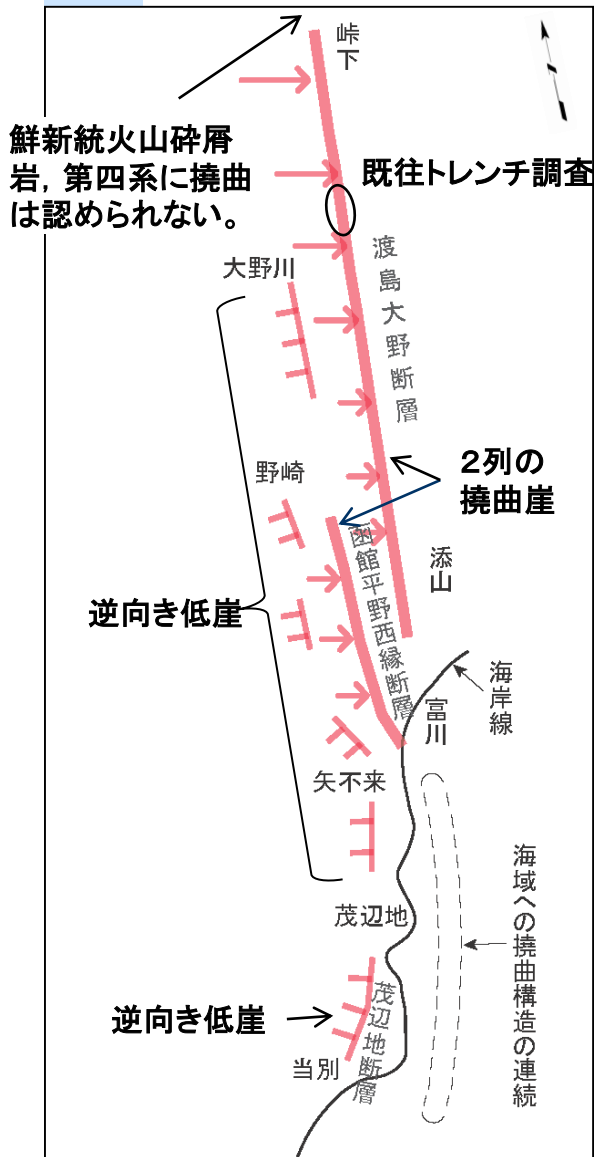 峠下
鮮新統火山砕屑
岩，第四系に撓曲
は認められない。
既往トレンチ調査
渡島大野断層
大野川
野崎
2列の
撓曲崖
函館平野西縁断層
添山
逆向き低崖
海岸線
富川
矢不来
海域への撓曲構造の連続
茂辺地
逆向き低崖
茂辺地断層
当別